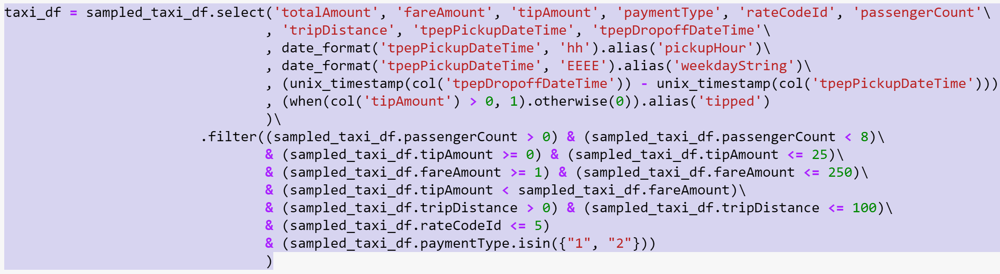 taxi_df = sampled_taxi_df.select('totalAmount', 'fareAmount', 'tipAmount', 'paymentType', 'rateCodeId', 'passengerCount'\
, 'tripDistance', 'tpepPickupDateTime', 'tpepDropoffDateTime'\
, date_format('tpepPickupDateTime', 'hh').alias('pickupHour')\
, date_format('tpepPickupDateTime', 'EEEE').alias('weekdayString')\
, (unix_timestamp(col('tpepDropoffDateTime')) - unix_timestamp(col('tpepPickupDateTime')))
, (when(col('tipAmount') > 0, 1).otherwise(0)).alias('tipped')
)\
.filter((sampled_taxi_df.passengerCount > 0) & (sampled_taxi_df.passengerCount < 8)\
& (sampled_taxi_df.tipAmount >= 0) & (sampled_taxi_df.tipAmount <= 25)\
& (sampled_taxi_df.fareAmount >= 1) & (sampled_taxi_df.fareAmount <= 250)\
& (sampled_taxi_df.tipAmount < sampled_taxi_df.fareAmount)\
& (sampled_taxi_df.tripDistance > 0) & (sampled_taxi_df.tripDistance <= 100)\
& (sampled_taxi_df.rateCodeId <= 5)
& (sampled_taxi_df.paymentType.isin({"1", "2"}))
)